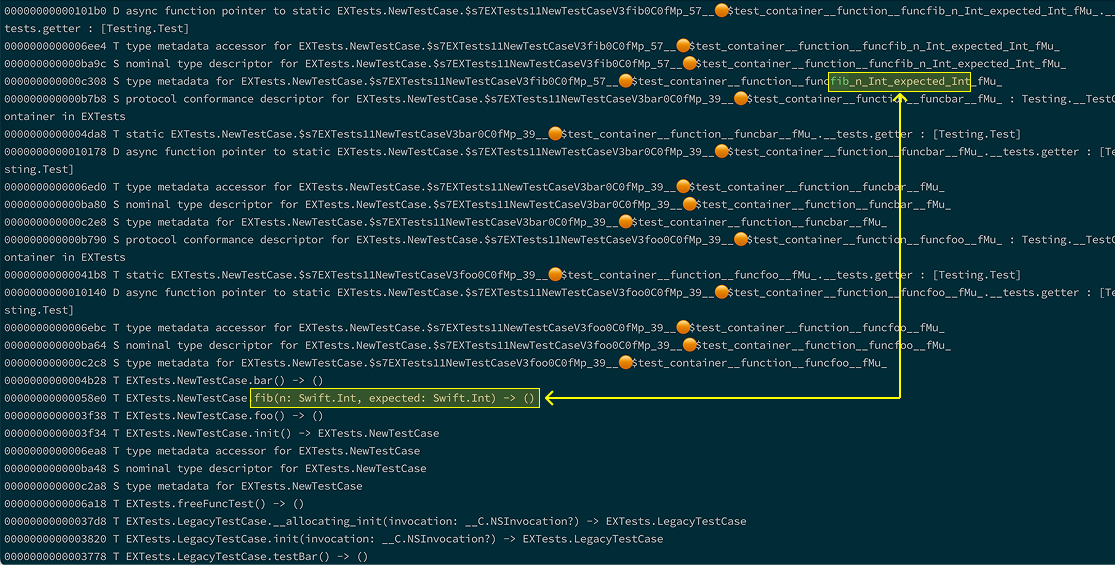 00000000000101b0 D async function pointer to static EXTests.NewTestCase.$s7EXTests11NewTestCaseV3fib0C0fMp_57__🟠$test_container__function__funcfib_n_Int_expected_Int_fMu_.__
tests.getter : [Testing.Test]
0000000000006ee4 T type metadata accessor for EXTests.NewTestCase.$s7EXTests11NewTestCaseV3fib0C0fMp_57__🟠$test_container__function__funcfib_n_Int_expected_Int_fMu_
000000000000ba9c S nominal type descriptor for EXTests.NewTestCase.$s7EXTests11NewTestCaseV3fib0C0fMp_57__🟠$test_container__function__funcfib_n_Int_expected_Int_fMu_
000000000000c308 S type metadata for EXTests.NewTestCase.$s7EXTests11NewTestCaseV3fib0C0fMp_57__🟠$test_container__function__funcfib_n_Int_expected_Int_fMu_
000000000000b7b8 S protocol conformance descriptor for EXTests.NewTestCase.$s7EXTests11NewTestCaseV3bar0C0fMp_39__🟠$test_container__function__funcbar__fMu_ : Testing.__TestC
ontainer in EXTests
0000000000004da8 T static EXTests.NewTestCase.$s7EXTests11NewTestCaseV3bar0C0fMp_39__🟠$test_container__function__funcbar__fMu_.__tests.getter : [Testing.Test]
0000000000010178 D async function pointer to static EXTests.NewTestCase.$s7EXTests11NewTestCaseV3bar0C0fMp_39__🟠$test_container__function__funcbar__fMu_.__tests.getter : [Te
sting.Test]
0000000000006ed0 T type metadata accessor for EXTests.NewTestCase.$s7EXTests11NewTestCaseV3bar0C0fMp_39__🟠$test_container__function__funcbar__fMu_
000000000000ba80 S nominal type descriptor for EXTests.NewTestCase.$s7EXTests11NewTestCaseV3bar0C0fMp_39__🟠$test_container__function__funcbar__fMu_
000000000000c2e8 S type metadata for EXTests.NewTestCase.$s7EXTests11NewTestCaseV3bar0C0fMp_39__🟠$test_container__function__funcbar__fMu_
000000000000b790 S protocol conformance descriptor for EXTests.NewTestCase.$s7EXTests11NewTestCaseV3foo0C0fMp_39__🟠$test_container__function__funcfoo__fMu_ : Testing.__TestC
ontainer in EXTests
00000000000041b8 T static EXTests.NewTestCase.$s7EXTests11NewTestCaseV3foo0C0fMp_39__🟠$test_container__function__funcfoo__fMu_.__tests.getter : [Testing.Test]
0000000000010140 D async function pointer to static EXTests.NewTestCase.$s7EXTests11NewTestCaseV3foo0C0fMp_39__🟠$test_container__function__funcfoo__fMu_.__tests.getter : [Te
sting.Test]
0000000000006ebc T type metadata accessor for EXTests.NewTestCase.$s7EXTests11NewTestCaseV3foo0C0fMp_39__🟠$test_container__function__funcfoo__fMu_
000000000000ba64 S nominal type descriptor for EXTests.NewTestCase.$s7EXTests11NewTestCaseV3foo0C0fMp_39__🟠$test_container__function__funcfoo__fMu_
000000000000c2c8 S type metadata for EXTests.NewTestCase.$s7EXTests11NewTestCaseV3foo0C0fMp_39__🟠$test_container__function__funcfoo__fMu_
0000000000004b28 T EXTests.NewTestCase.bar() -> ()
00000000000058e0 T EXTests.NewTestCase fib(n: Swift.Int, expected: Swift.Int) -> ()
0000000000003f38 T EXTests.NewTestCase.foo() -> ()
0000000000003f34 T EXTests.NewTestCase.init() -> EXTests.NewTestCase
0000000000006ea8 T type metadata accessor for EXTests.NewTestCase
000000000000ba48 S nominal type descriptor for EXTests.NewTestCase
000000000000c2a8 S type metadata for EXTests.NewTestCase
0000000000006a18 T EXTests.freeFuncTest() -> ()
00000000000037d8 T EXTests.LegacyTestCase.__allocating_init(invocation: __C.NSInvocation?) -> EXTests.LegacyTestCase
0000000000003820 T EXTests.LegacyTestCase.init(invocation: __C.NSInvocation?) -> EXTests.LegacyTestCase
0000000000003778 T EXTests.LegacyTestCase.testBar() -> ()